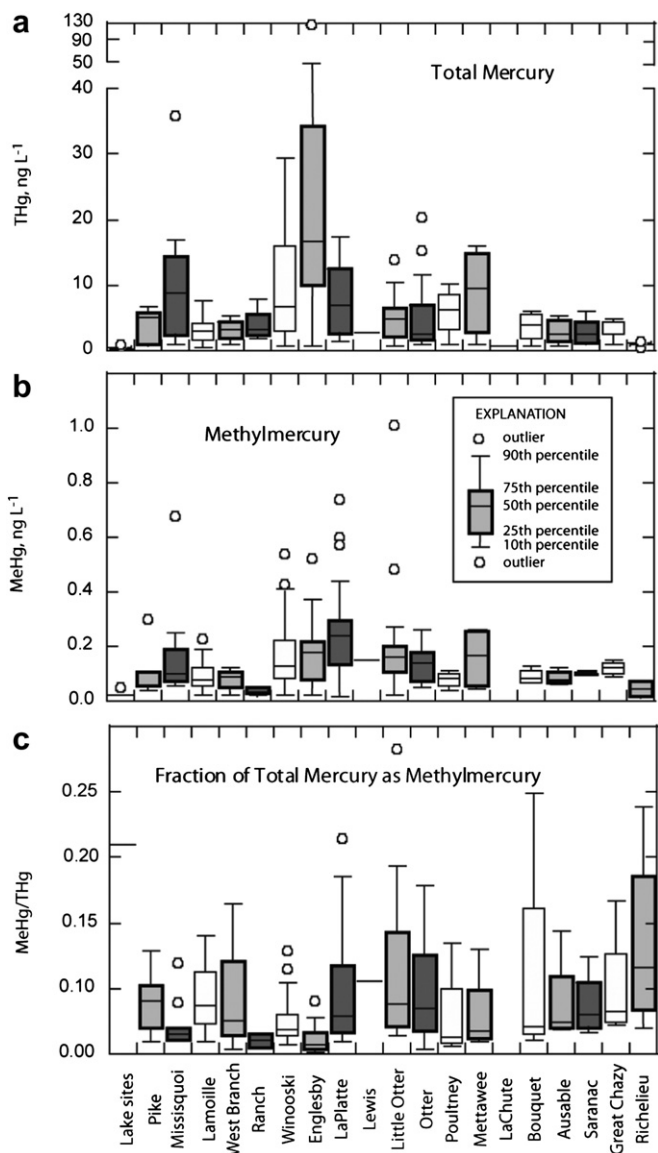 a
130
90
50
40
30
20
10
0
THg, ng L-1
Total Mercury
b
1.0
0.8
0.6
0.4
0.2
0.0
MeHg, ng L-1
Methylmercury
EXPLANATION
outlier
90th percentile
75th percentile
50th percentile
25th percentile
10th percentile
outlier
c
0.25
0.20
0.15
0.10
0.05
0.00
MeHg/THg
Fraction of Total Mercury as Methylmercury
Lake sites
Pike
Missisquoi
Lamoille
West Branch
Ranch
Winooski
Englesby
LaPlatte
Lewis
Little Otter
Otter
Poultney
Mettawee
LaChute
Bouquet
Ausable
Saranac
Great Chazy
Richelieu